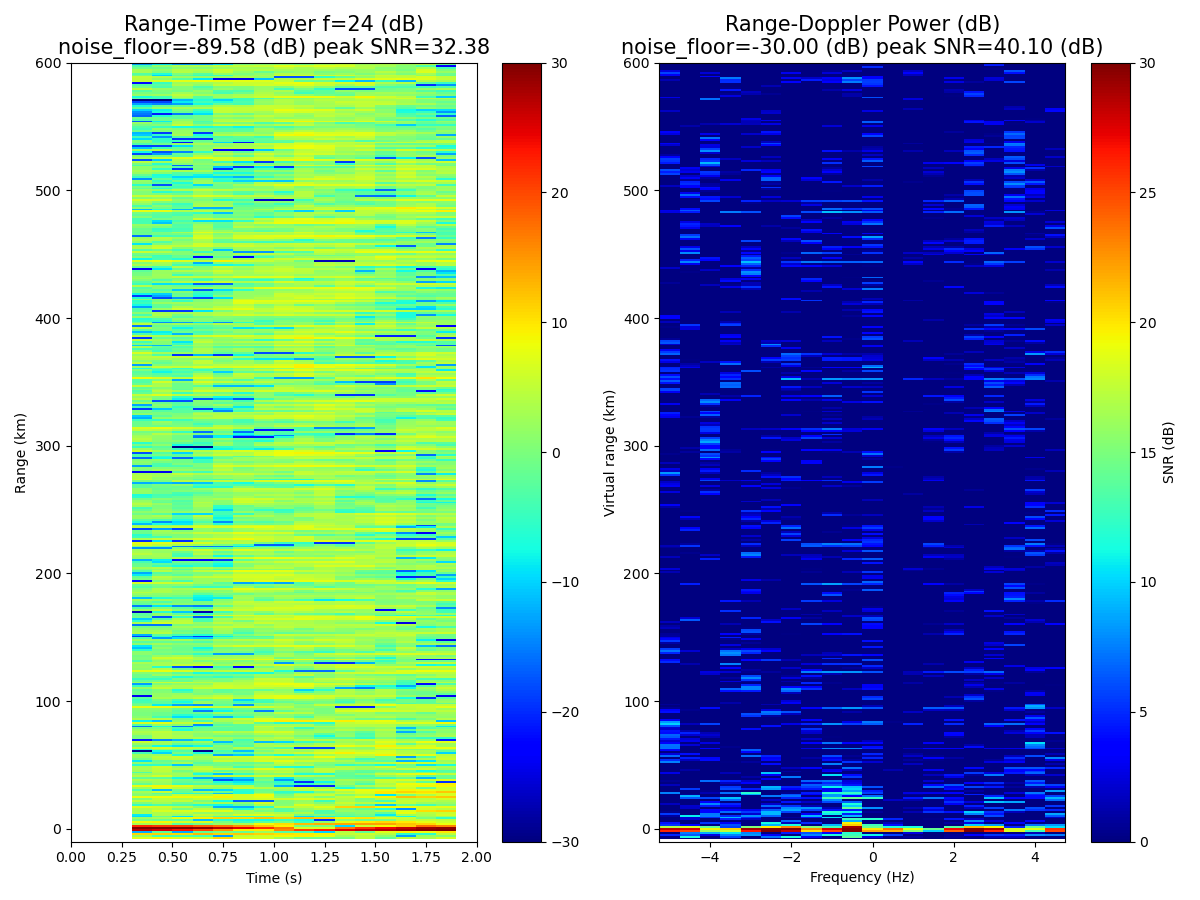 Range-Time Power f=24 (dB)
noise_floor=-89.58 (dB) peak SNR=32.38
Range-Doppler Power (dB)
noise_floor=-30.00 (dB) peak SNR=40.10 (dB)
600
500
400
300
200
100
0
Range (km)
0.00 0.25 0.50 0.75 1.00 1.25 1.50 1.75 2.00
Time (s)
30
20
10
0
−10
−20
−30
600
500
400
300
200
100
0
Virtual range (km)
−4 −2 0 2 4
Frequency (Hz)
30
25
20
15
10
5
0
SNR (dB)